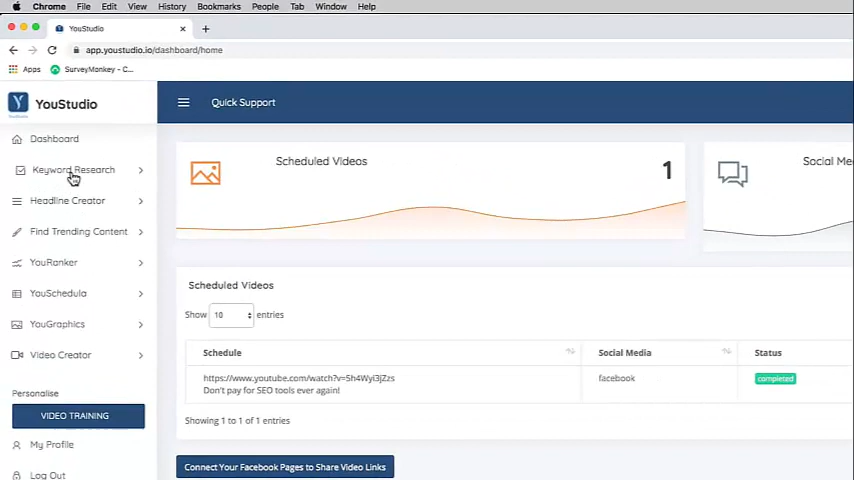 Chrome File Edit View History Bookmarks People Tab Window Help
YouStudio
app.youstudio.io/dashboard/home
Apps SurveyMonkey - C...
YouStudio
Quick Support
Dashboard
Keyword Research
Headline Creator
Find Trending Content
YouRanker
YouSchedula
YouGraphics
Video Creator
Personalise
VIDEO TRAINING
My Profile
Log Out
Scheduled Videos
1
Social Me
Scheduled Videos
Show 10 entries
Schedule Social Media Status
https://www.youtube.com/watch?v=5h4Wyi3JZzs facebook completed
Don't pay for SEO tools ever again!
Showing 1 to 1 of 1 entries
Connect Your Facebook Pages to Share Video Links